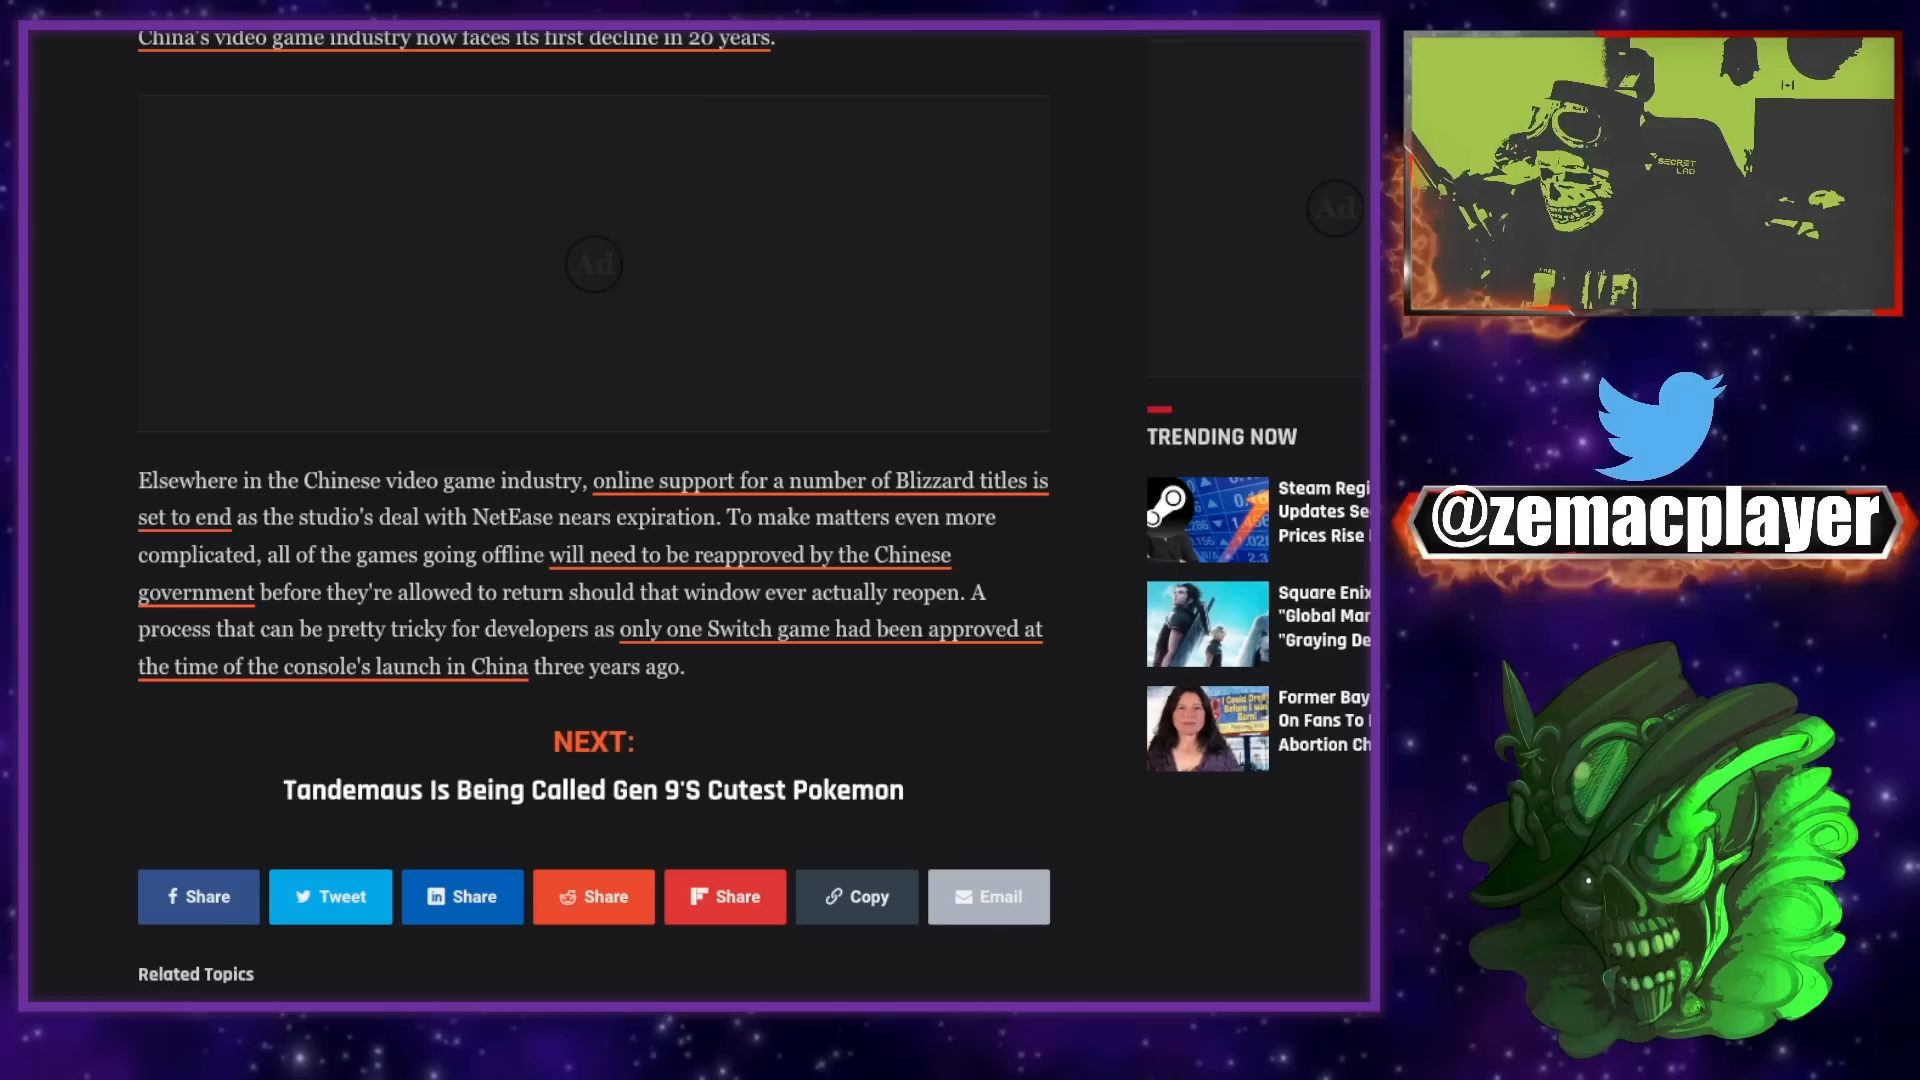 China's video game industry now faces its first decline in 20 years.
Ad
Elsewhere in the Chinese video game industry, online support for a number of Blizzard titles is
set to end as the studio's deal with NetEase nears expiration. To make matters even more
complicated, all of the games going offline will need to be reapproved by the Chinese
government before they're allowed to return should that window ever actually reopen. A
process that can be pretty tricky for developers as only one Switch game had been approved at
the time of the console's launch in China three years ago.
NEXT:
Tandemaus Is Being Called Gen 9'S Cutest Pokemon
Share
Tweet
Share
Share
Share
Copy
Email
Related Topics
Ad
TRENDING NOW
Steam Regi
Updates Se
Prices Rise
Square Enix
"Global Mar
"Graying De
Former Bay
On Fans To
Abortion Ch
SECRET
LAB
@zemacplayer